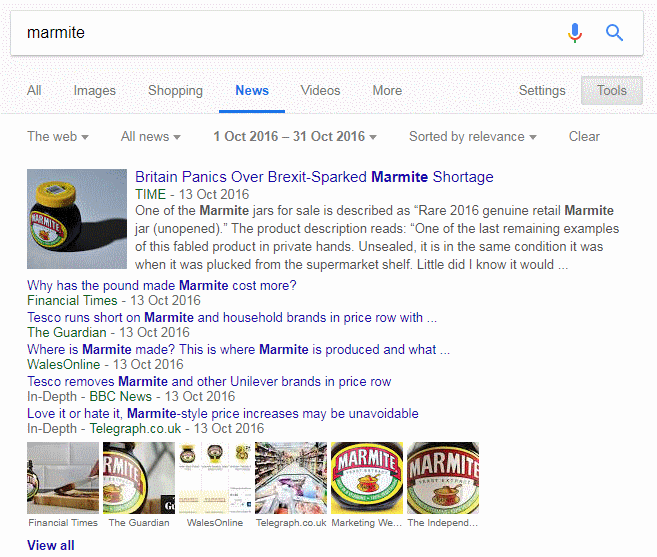 marmite
All Images Shopping News Videos More Settings Tools
The web All news 1 Oct 2016 – 31 Oct 2016 Sorted by relevance Clear
Britain Panics Over Brexit-Sparked Marmite Shortage
TIME - 13 Oct 2016
One of the Marmite jars for sale is described as “Rare 2016 genuine retail Marmite
jar (unopened).” The product description reads: “One of the last remaining examples
of this fabled product in private hands. Unsealed, it is in the same condition it was
when it was plucked from the supermarket shelf. Little did I know it would ...
MARMITE
Why has the pound made Marmite cost more?
Financial Times - 13 Oct 2016
Tesco runs short on Marmite and household brands in price row with ...
The Guardian - 13 Oct 2016
Where is Marmite made? This is where Marmite is produced and what ...
WalesOnline - 13 Oct 2016
Tesco removes Marmite and other Unilever brands in price row
In-Depth - BBC News - 13 Oct 2016
Love it or hate it, Marmite-style price increases may be unavoidable
In-Depth - Telegraph.co.uk - 13 Oct 2016
MARMITE
MARMITE
YEAST EXTRACT
MARMITE
YEAST EXTRACT
Financial Times The Guardian WalesOnline Telegraph.co.uk Marketing We... The Independ...
View all